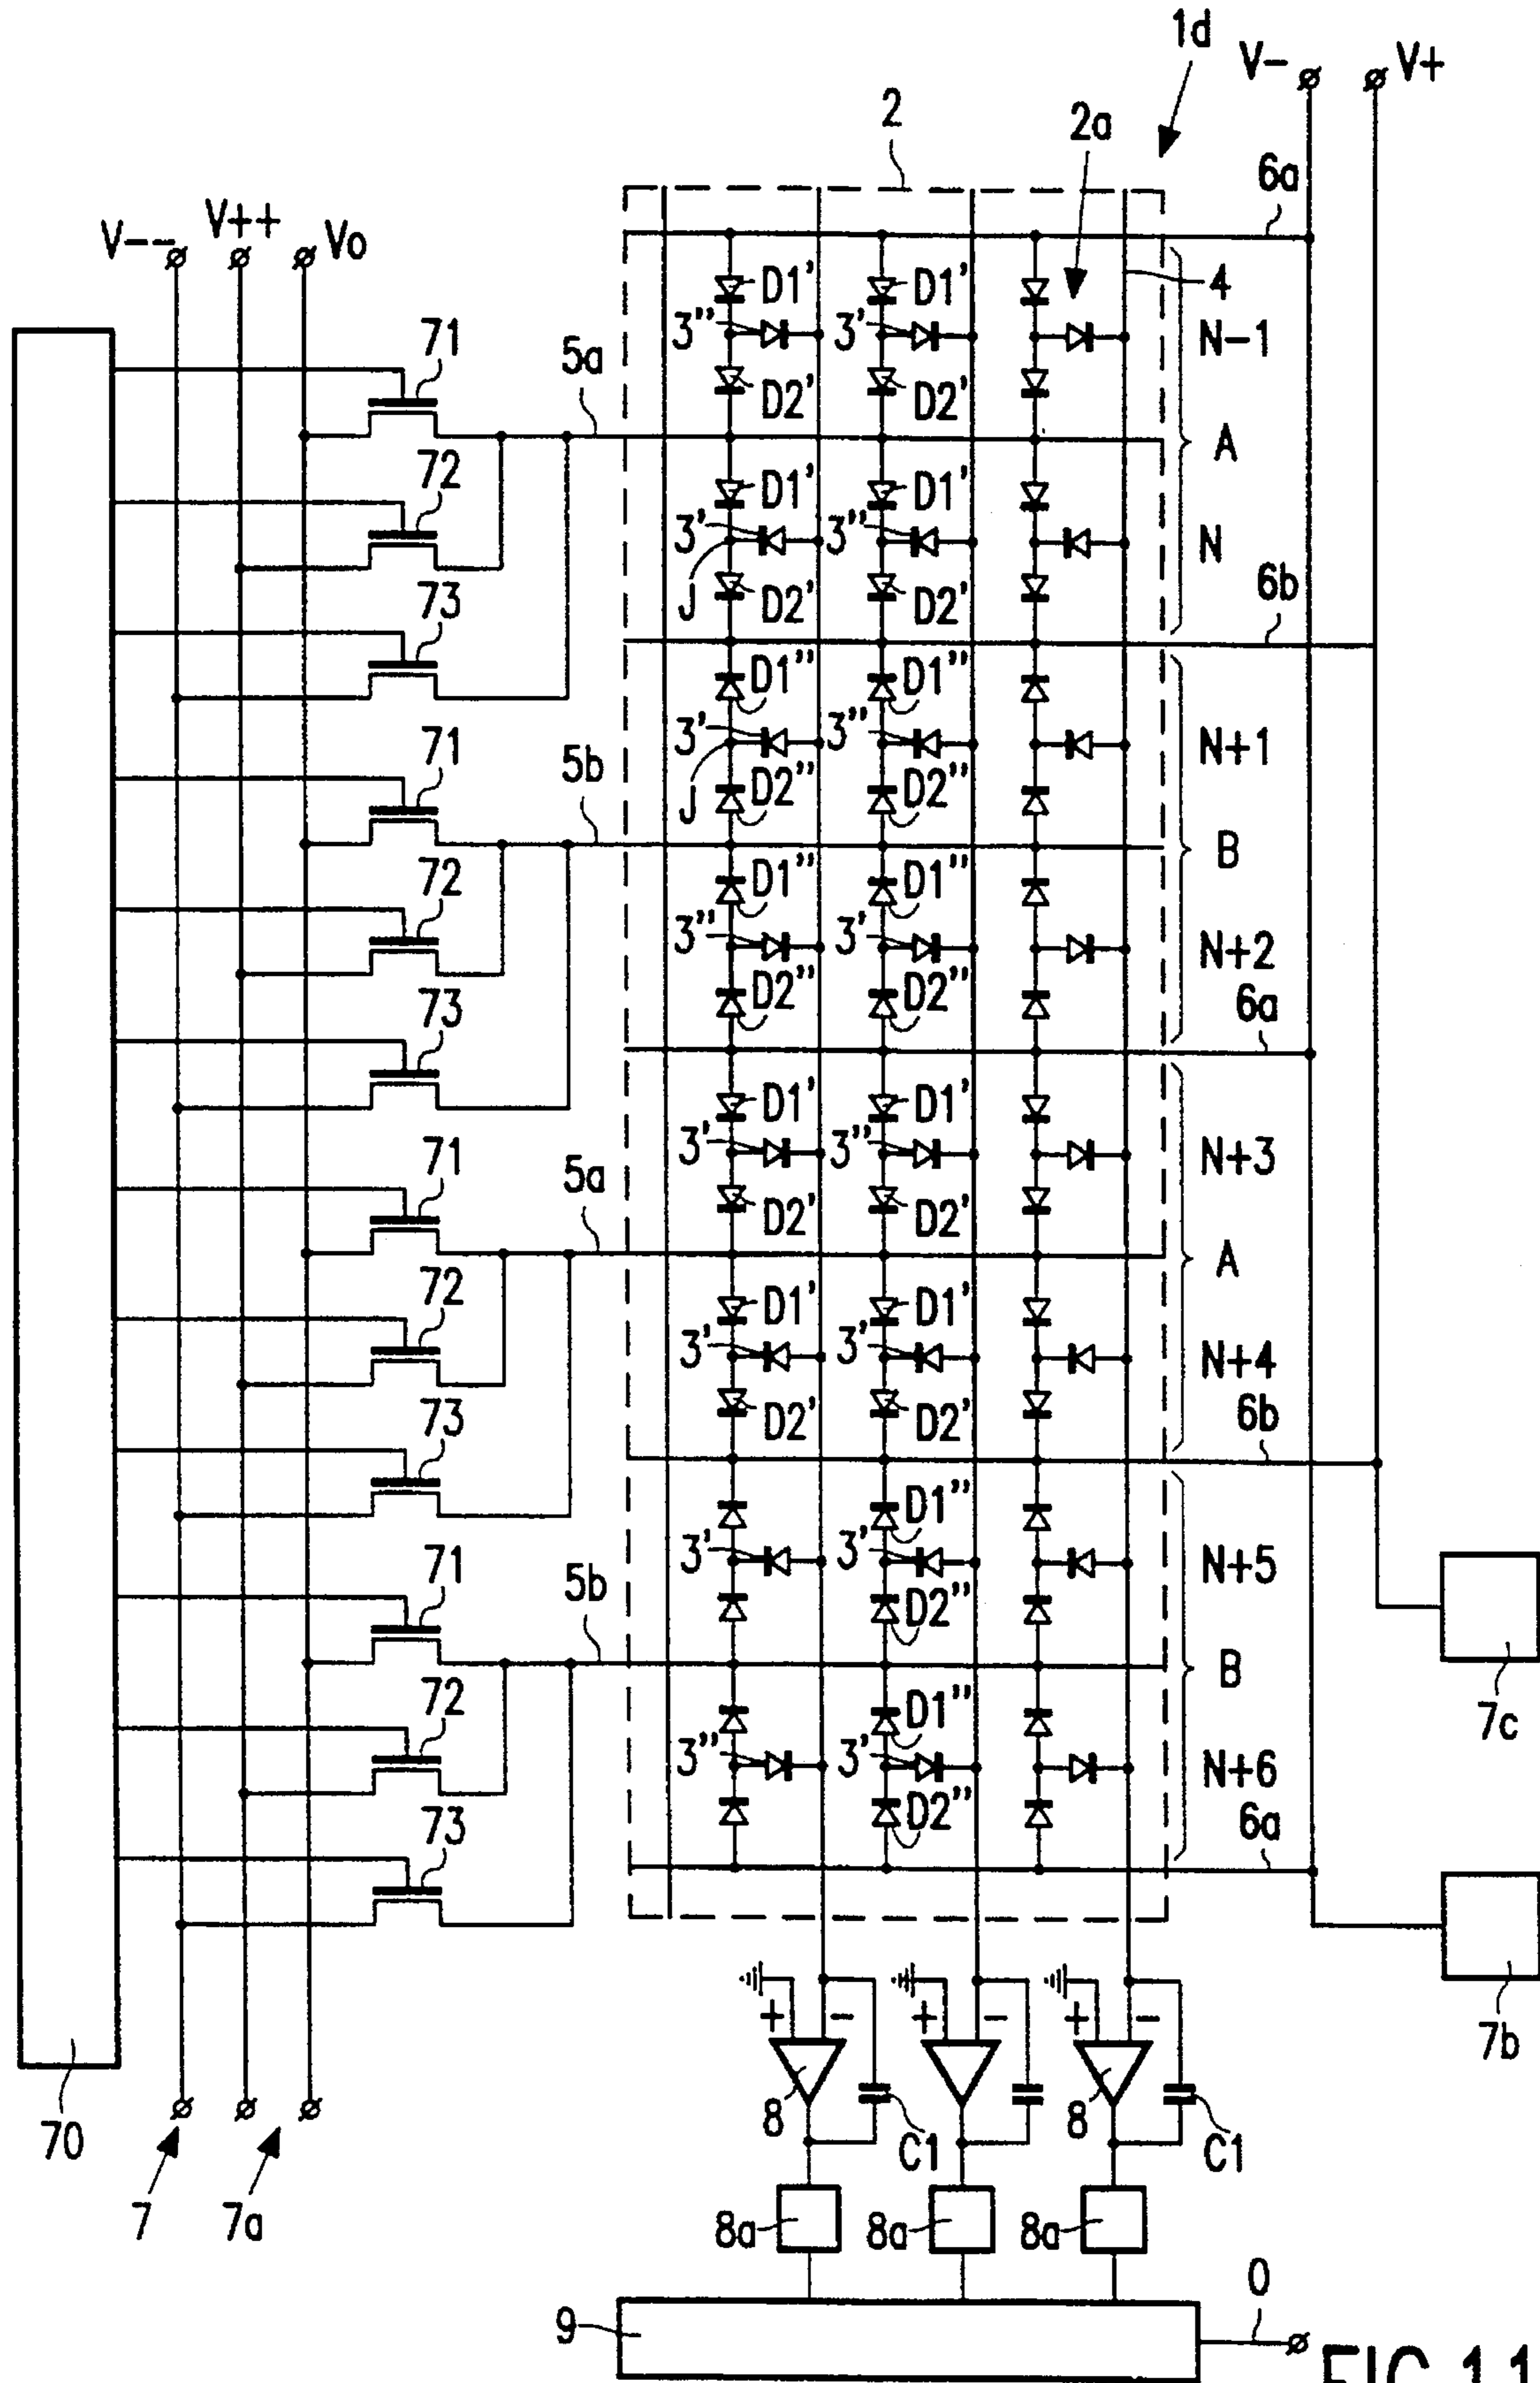 1d
V- V+
2
2a
6a
V-- V++ Vo
D1' D1' 4
3" 3' N-1
71
5a
D2' D2'
A
72
D1' D1'
3' 3" N
J D2' D2'
73
6b
D1" D1"
3' 3" N+1
71
5b
J D2" D2"
B
72
D1" D1"
3" 3' N+2
D2" D2" 6a
73
D1' D1'
3' 3" N+3
71
5a
D2' D2'
A
72
D1' D1'
3' 3' N+4
D2' D2' 6b
73
D1"
3' 3' N+5
71
5b
D2"
B
7c
72
D1"
3" 3' N+6
D2" 6a
73
+ - + - + -
7b
8 8
70
C1 C1
7 7a
8a 8a 8a
O
9
FIG.11